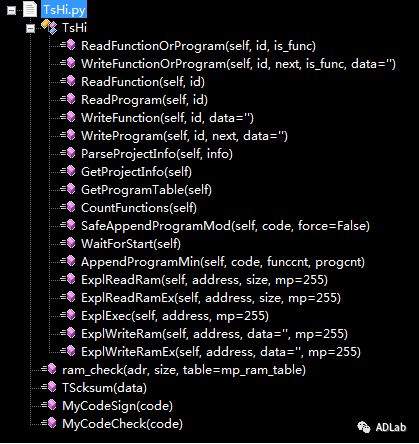 TsHi.py
TsHi
ReadFunctionOrProgram(self, id, is_func)
WriteFunctionOrProgram(self, id, next, is_func, data='')
ReadFunction(self, id)
ReadProgram(self, id)
WriteFunction(self, id, data='')
WriteProgram(self, id, next, data='')
ParseProjectInfo(self, info)
GetProjectInfo(self)
GetProgramTable(self)
CountFunctions(self)
SafeAppendProgramMod(self, code, force=False)
WaitForStart(self)
AppendProgramMin(self, code, funccnt, progcnt)
ExplReadRam(self, address, size, mp=255)
ExplReadRamEx(self, address, size, mp=255)
ExplExec(self, address, mp=255)
ExplWriteRam(self, address, data='', mp=255)
ExplWriteRamEx(self, address, data='', mp=255)
ram_check(adr, size, table=mp_ram_table)
TScksum(data)
MyCodeSign(code)
MyCodeCheck(code)
ADLab